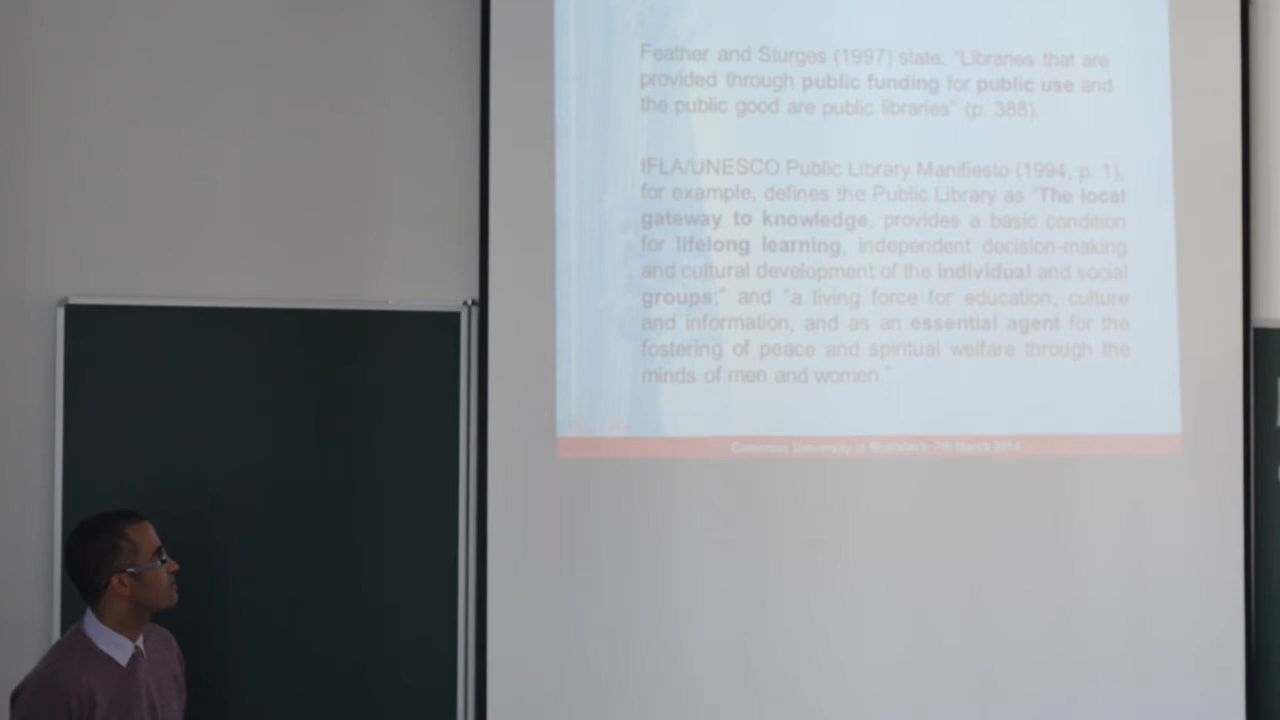 Feather and Sturges (1997) state: "Libraries that are
provided through public funding for public use and
the public good are public libraries" (p. 388).
IFLA/UNESCO Public Library Manifiesto (1994, p. 1),
for example, defines the Public Library as "The local
gateway to knowledge, provides a basic condition
for lifelong learning, independent decision-making
and cultural development of the individual and social
groups;" and "a living force for education, culture
and information, and as an essential agent for the
fostering of peace and spiritual welfare through the
minds of men and women."
Comenius University in Bratislava, 7th March 2014